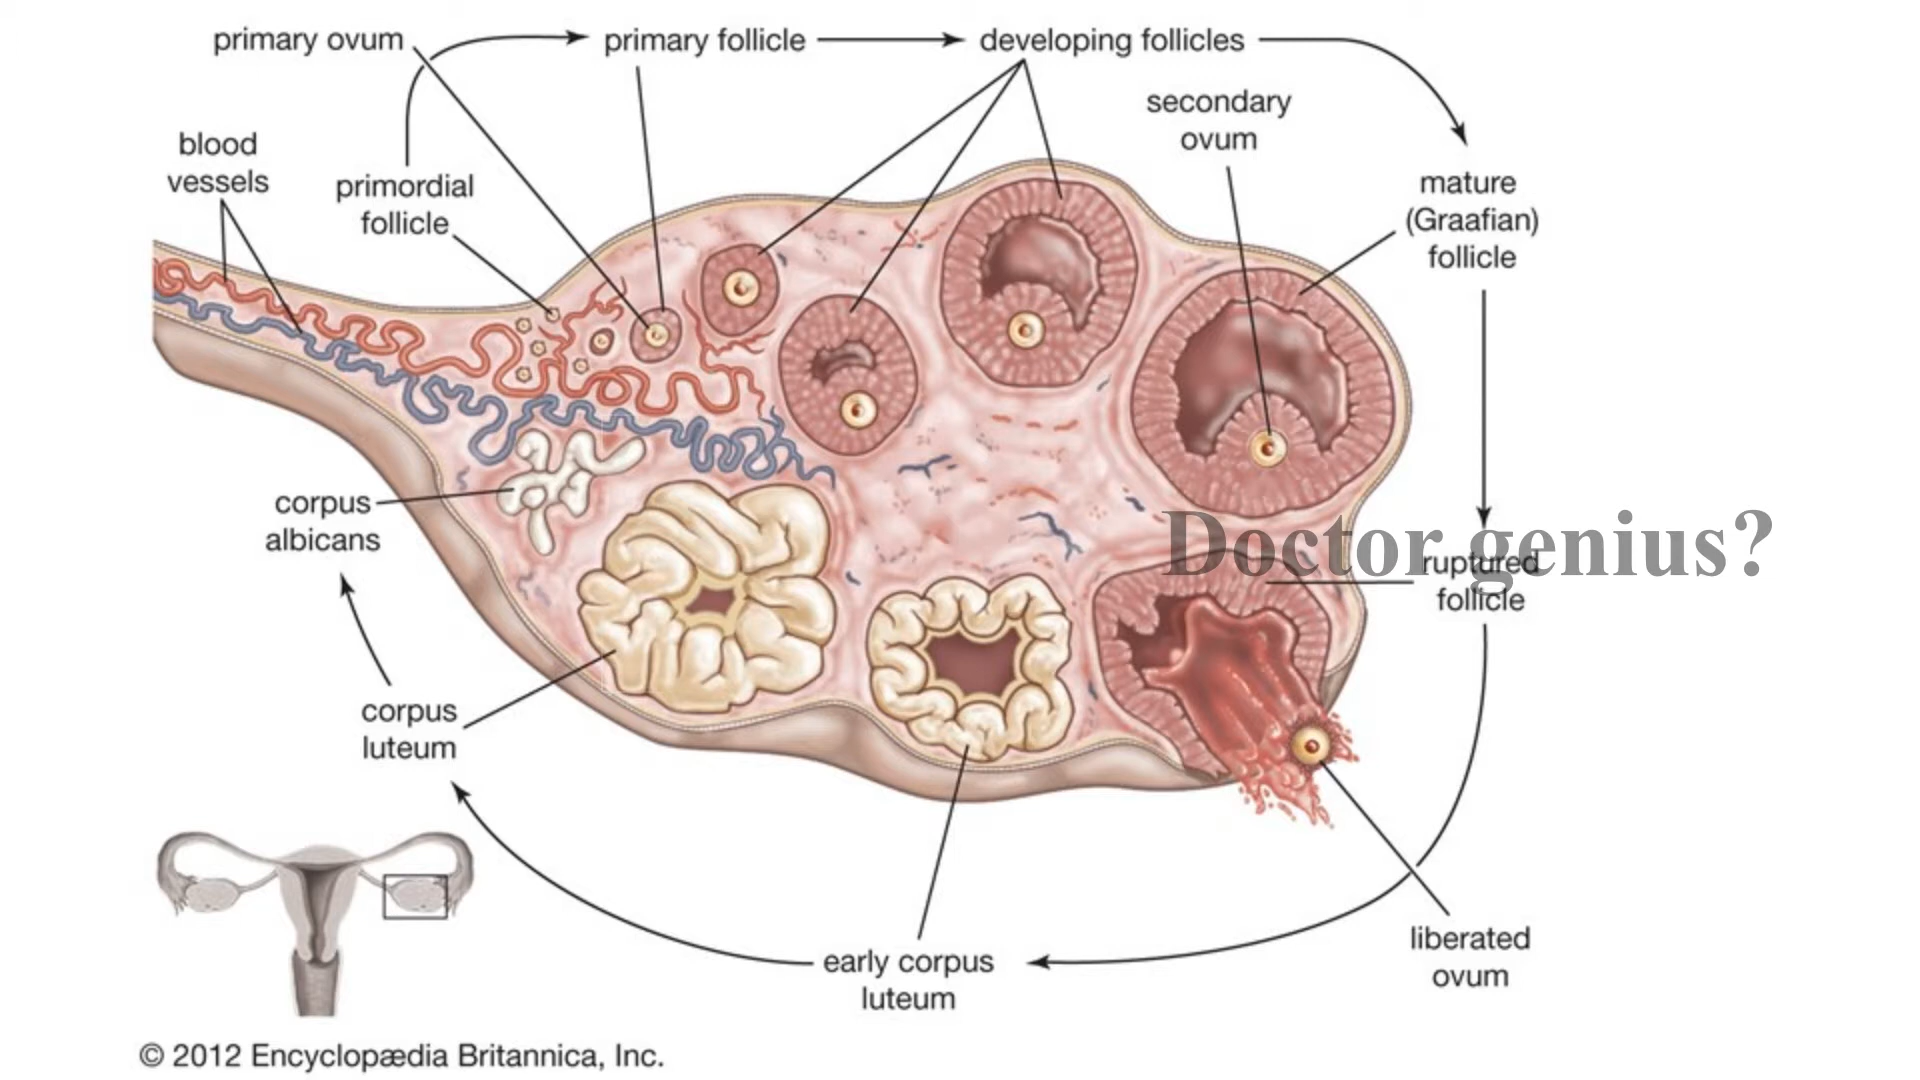 primary ovum
primary follicle
developing follicles
secondary
ovum
blood
vessels
primordial
follicle
mature
(Graafian)
follicle
Doctor genius?
ruptured
follicle
corpus
albicans
corpus
luteum
early corpus
luteum
liberated
ovum
© 2012 Encyclopædia Britannica, Inc.